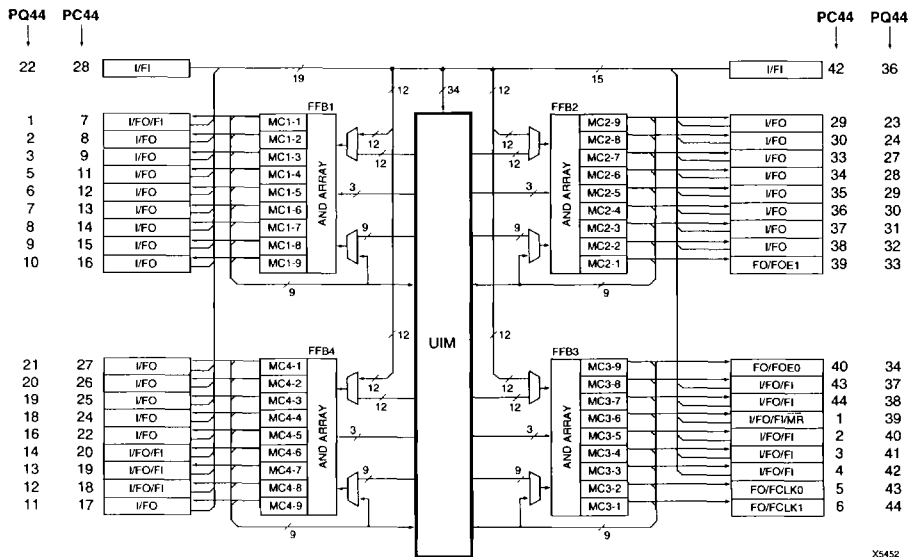 PQ44 PC44 PC44 PQ44
22 28 I/FI 19 15 I/FI 42 36
12 34 12
FFB1 FFB2
1 7 I/FO/FI MC1-1 MC2-9 I/FO 29 23
2 8 I/FO MC1-2 12 12 MC2-8 I/FO 30 24
3 9 I/FO MC1-3 12 12 MC2-7 I/FO 33 27
5 11 I/FO MC1-4 MC2-6 I/FO 34 28
6 12 I/FO MC1-5 AND ARRAY 3 3 AND ARRAY MC2-5 I/FO 35 29
7 13 I/FO MC1-6 MC2-4 I/FO 36 30
8 14 I/FO MC1-7 9 9 MC2-3 I/FO 37 31
9 15 I/FO MC1-8 MC2-2 I/FO 38 32
10 16 I/FO MC1-9 MC2-1 FO/FOE1 39 33
9 9
12 UIM 12
FFB4 FFB3
21 27 I/FO MC4-1 MC3-9 FO/FOE0 40 34
20 26 I/FO MC4-2 12 12 MC3-8 I/FO/FI 43 37
19 25 I/FO MC4-3 12 12 MC3-7 I/FO/FI 44 38
18 24 I/FO MC4-4 MC3-6 I/FO/FI/MR 1 39
16 22 I/FO MC4-5 AND ARRAY 3 3 AND ARRAY MC3-5 I/FO/FI 2 40
14 20 I/FO/FI MC4-6 MC3-4 I/FO/FI 3 41
13 19 I/FO/FI MC4-7 9 9 MC3-3 I/FO/FI 4 42
12 18 I/FO/FI MC4-8 MC3-2 FO/FCLK0 5 43
11 17 I/FO MC4-9 MC3-1 FO/FCLK1 6 44
9 9
X5452